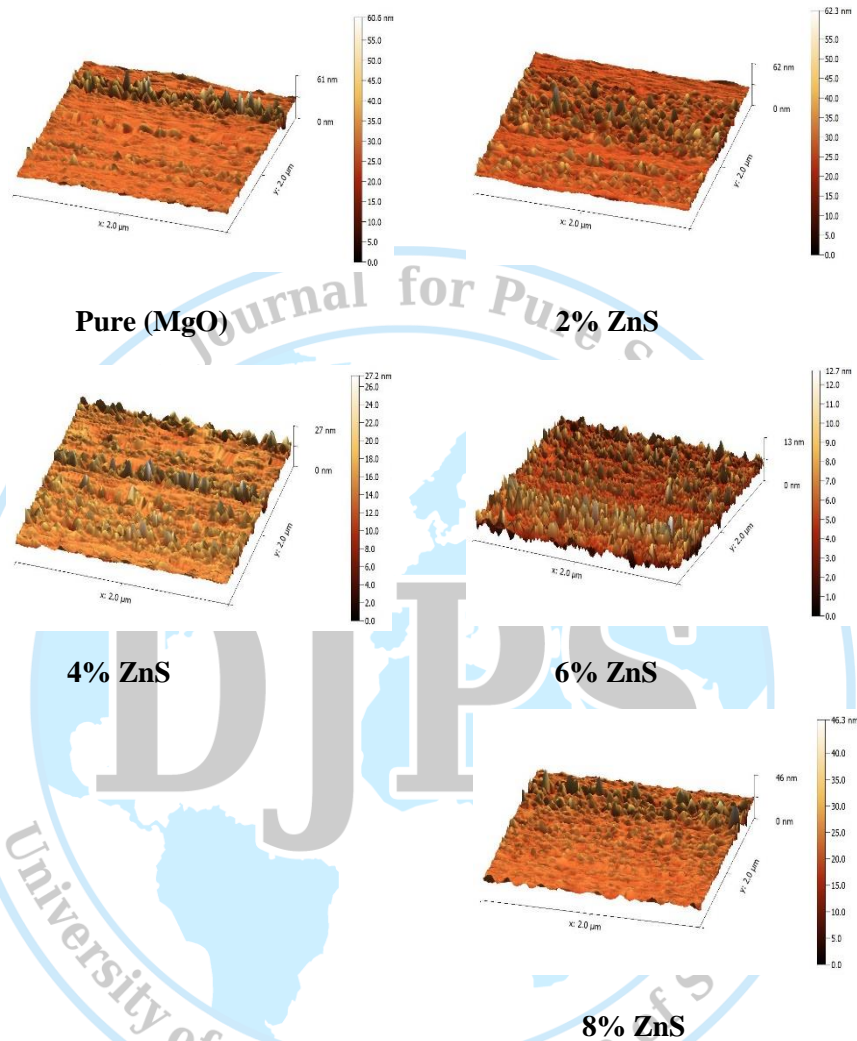 60.6 nm
55.0
50.0
45.0
40.0
35.0
30.0
25.0
20.0
15.0
10.0
5.0
0.0
61 nm
0 nm
y: 2.0 µm
x: 2.0 µm
62.3 nm
55.0
50.0
45.0
40.0
35.0
30.0
25.0
20.0
15.0
10.0
5.0
0.0
62 nm
0 nm
y: 2.0 µm
x: 2.0 µm
Journal for Pure S
Pure (MgO)
2% ZnS
27.2 nm
26.0
24.0
22.0
20.0
18.0
16.0
14.0
12.0
10.0
8.0
6.0
4.0
2.0
0.0
27 nm
0 nm
y: 2.0 µm
x: 2.0 µm
12.7 nm
12.0
11.0
10.0
9.0
8.0
7.0
6.0
5.0
4.0
3.0
2.0
1.0
0.0
13 nm
0 nm
y: 2.0 µm
x: 2.0 µm
4% ZnS
6% ZnS
DJPS
46.3 nm
40.0
35.0
30.0
25.0
20.0
15.0
10.0
5.0
0.0
46 nm
0 nm
y: 2.0 µm
x: 2.0 µm
University of
of S
8% ZnS